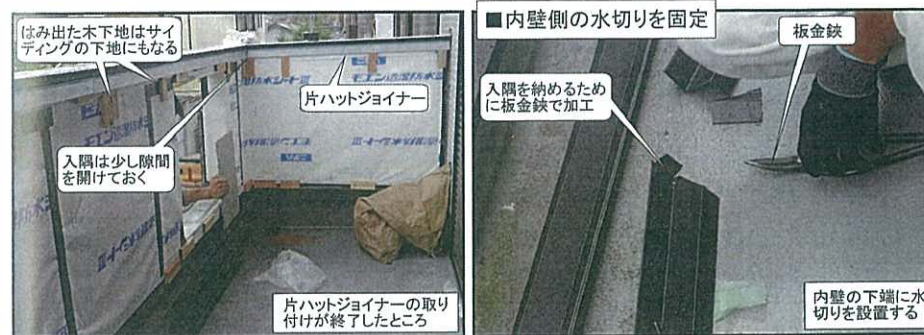 はみ出た木下地はサイ
ディングの下地にもなる
片ハットジョイナー
入隅は少し隙間
を開けておく
片ハットジョイナーの取り
付けが終了したところ
■内壁側の水切りを固定
板金鋏
入隅を納めるため
に板金鋏で加工
内壁の下端に水
切りを設置する